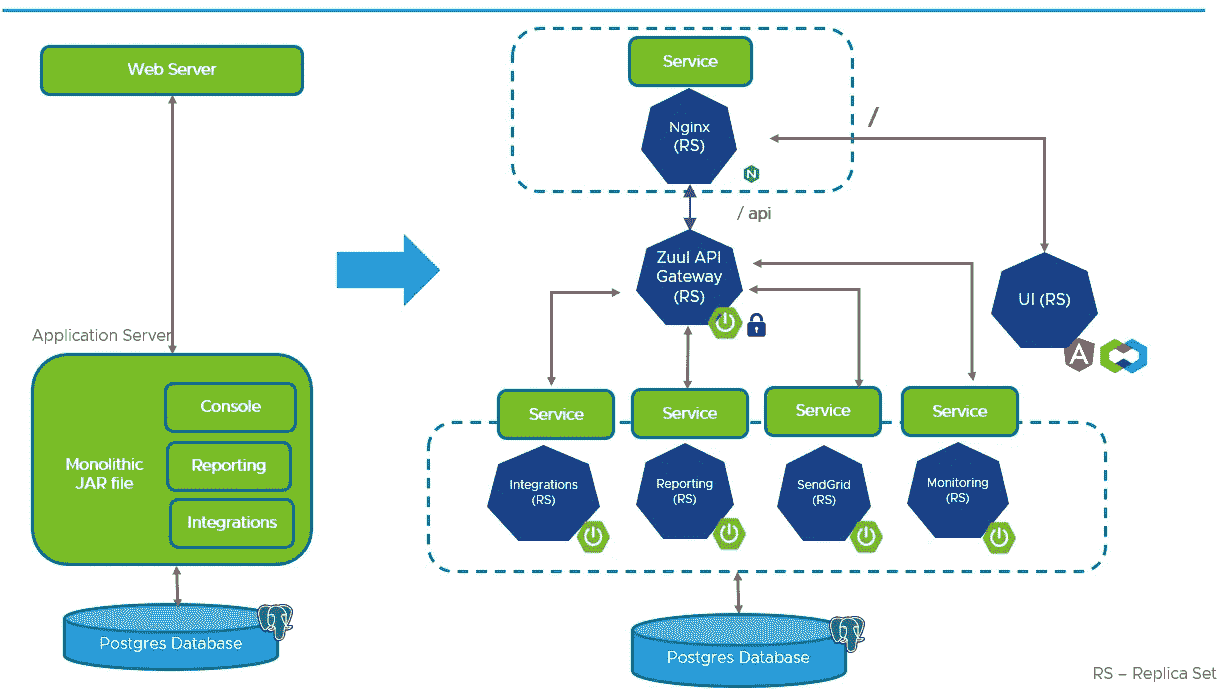 Web Server
Application Server
Monolithic
JAR file
Console
Reporting
Integrations
Postgres Database
Service
Nginx
(RS)
N
/
/ api
Zuul API
Gateway
(RS)
UI (RS)
A
Service
Service
Service
Service
Integrations
(RS)
Reporting
(RS)
SendGrid
(RS)
Monitoring
(RS)
Postgres Database
RS – Replica Set